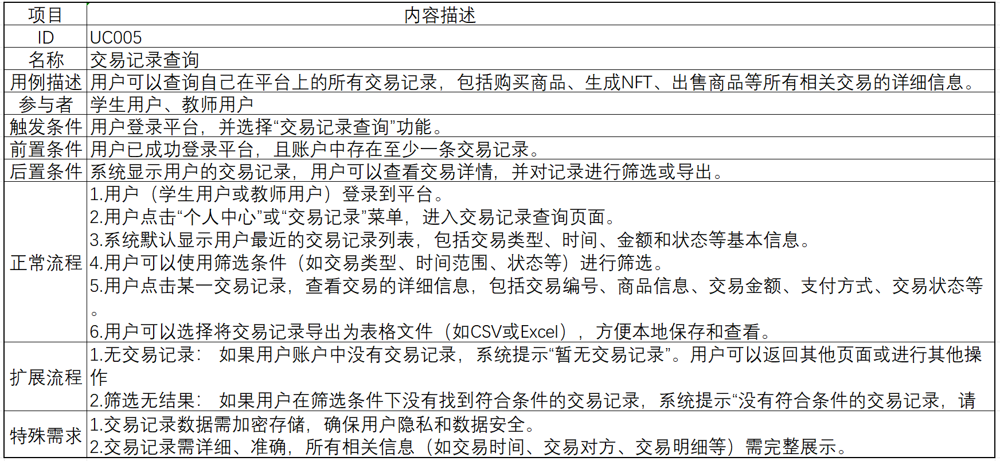 项目 内容描述
ID UC005
名称 交易记录查询
用例描述 用户可以查询自己在平台上的所有交易记录，包括购买商品、生成NFT、出售商品等所有相关交易的详细信息。
参与者 学生用户、教师用户
触发条件 用户登录平台，并选择“交易记录查询”功能。
前置条件 用户已成功登录平台，且账户中存在至少一条交易记录。
后置条件 系统显示用户的交易记录，用户可以查看交易详情，并对记录进行筛选或导出。
正常流程
1.用户（学生用户或教师用户）登录到平台。
2.用户点击“个人中心”或“交易记录”菜单，进入交易记录查询页面。
3.系统默认显示用户最近的交易记录列表，包括交易类型、时间、金额和状态等基本信息。
4.用户可以使用筛选条件（如交易类型、时间范围、状态等）进行筛选。
5.用户点击某一交易记录，查看交易的详细信息，包括交易编号、商品信息、交易金额、支付方式、交易状态等
。
6.用户可以选择将交易记录导出为表格文件（如CSV或Excel），方便本地保存和查看。
扩展流程
1.无交易记录： 如果用户账户中没有交易记录，系统提示“暂无交易记录”。用户可以返回其他页面或进行其他操
作
2.筛选无结果： 如果用户在筛选条件下没有找到符合条件的交易记录，系统提示“没有符合条件的交易记录，请
特殊需求
1.交易记录数据需加密存储，确保用户隐私和数据安全。
2.交易记录需详细、准确，所有相关信息（如交易时间、交易对方、交易明细等）需完整展示。